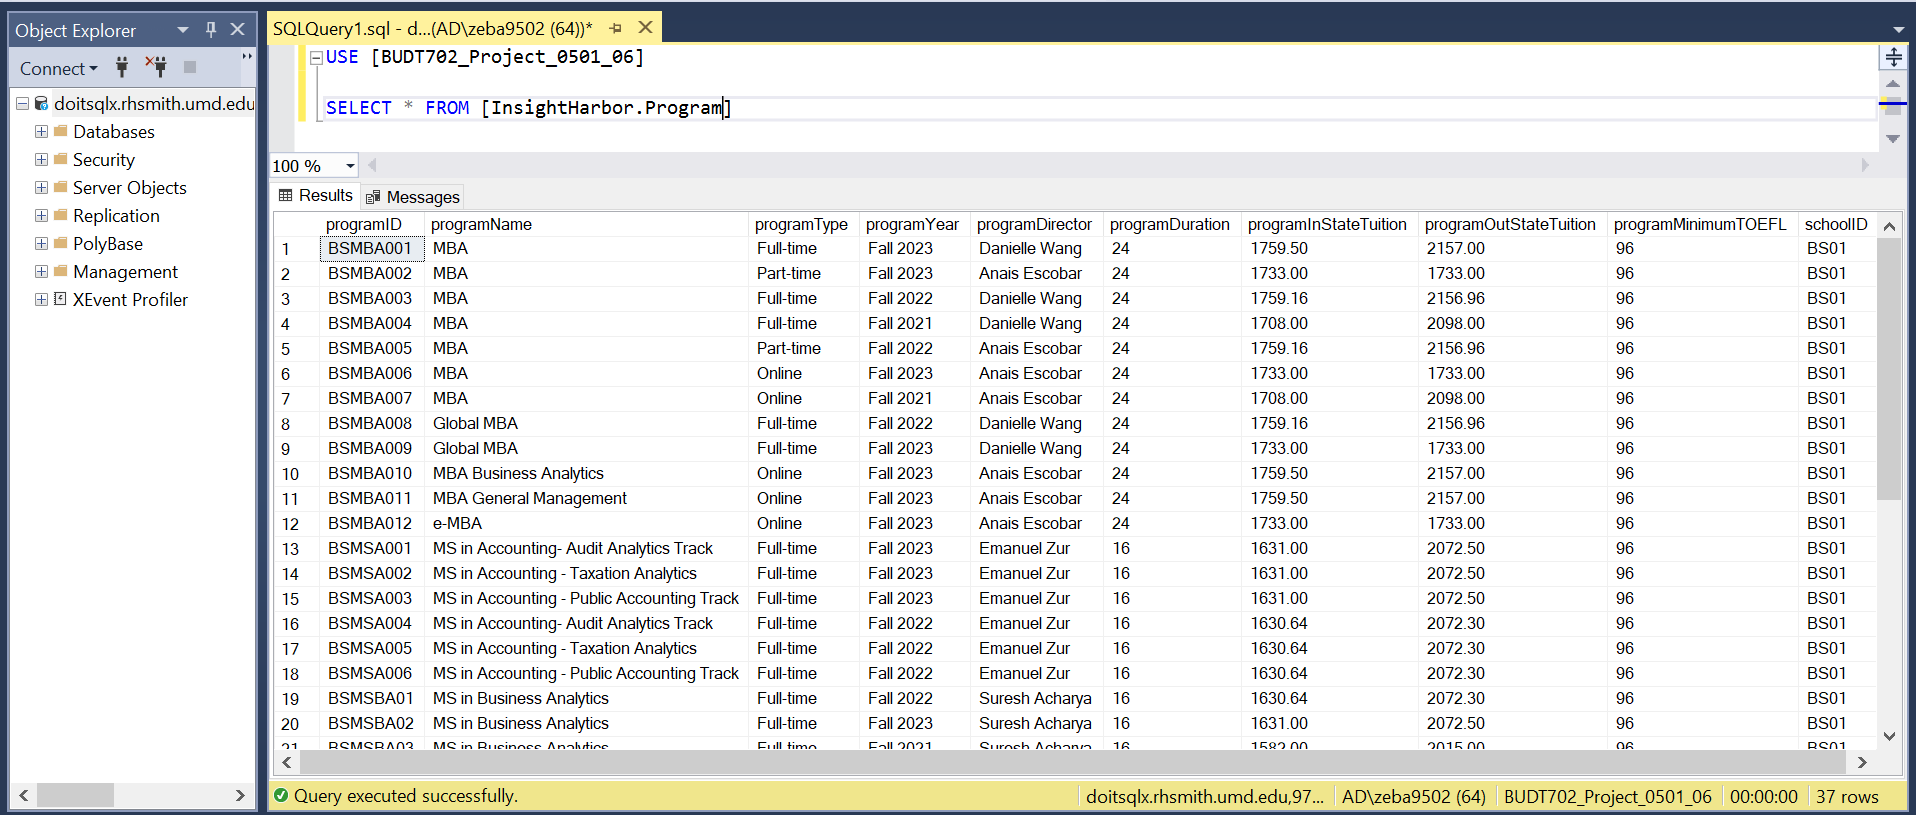 Object Explorer
Connect
doitsqlx.rhsmith.umd.edu
Databases
Security
Server Objects
Replication
PolyBase
Management
XEvent Profiler
SQLQuery1.sql - d...(AD\zeba9502 (64))*
USE [BUDT702_Project_0501_06]
SELECT * FROM [InsightHarbor.Program]
100 %
Results Messages
programID programName programType programYear programDirector programDuration programInStateTuition programOutStateTuition programMinimumTOEFL schoolID
1 BSMBA001 MBA Full-time Fall 2023 Danielle Wang 24 1759.50 2157.00 96 BS01
2 BSMBA002 MBA Part-time Fall 2023 Anais Escobar 24 1733.00 1733.00 96 BS01
3 BSMBA003 MBA Full-time Fall 2022 Danielle Wang 24 1759.16 2156.96 96 BS01
4 BSMBA004 MBA Full-time Fall 2021 Danielle Wang 24 1708.00 2098.00 96 BS01
5 BSMBA005 MBA Part-time Fall 2022 Anais Escobar 24 1759.16 2156.96 96 BS01
6 BSMBA006 MBA Online Fall 2023 Anais Escobar 24 1733.00 1733.00 96 BS01
7 BSMBA007 MBA Online Fall 2021 Anais Escobar 24 1708.00 2098.00 96 BS01
8 BSMBA008 Global MBA Full-time Fall 2022 Danielle Wang 24 1759.16 2156.96 96 BS01
9 BSMBA009 Global MBA Full-time Fall 2023 Danielle Wang 24 1733.00 1733.00 96 BS01
10 BSMBA010 MBA Business Analytics Online Fall 2023 Anais Escobar 24 1759.50 2157.00 96 BS01
11 BSMBA011 MBA General Management Online Fall 2023 Anais Escobar 24 1759.50 2157.00 96 BS01
12 BSMBA012 e-MBA Online Fall 2023 Anais Escobar 24 1733.00 1733.00 96 BS01
13 BSMSA001 MS in Accounting- Audit Analytics Track Full-time Fall 2023 Emanuel Zur 16 1631.00 2072.50 96 BS01
14 BSMSA002 MS in Accounting - Taxation Analytics Full-time Fall 2023 Emanuel Zur 16 1631.00 2072.50 96 BS01
15 BSMSA003 MS in Accounting - Public Accounting Track Full-time Fall 2023 Emanuel Zur 16 1631.00 2072.50 96 BS01
16 BSMSA004 MS in Accounting- Audit Analytics Track Full-time Fall 2022 Emanuel Zur 16 1630.64 2072.30 96 BS01
17 BSMSA005 MS in Accounting - Taxation Analytics Full-time Fall 2022 Emanuel Zur 16 1630.64 2072.30 96 BS01
18 BSMSA006 MS in Accounting - Public Accounting Track Full-time Fall 2022 Emanuel Zur 16 1630.64 2072.30 96 BS01
19 BSMSBA01 MS in Business Analytics Full-time Fall 2022 Suresh Acharya 16 1630.64 2072.30 96 BS01
20 BSMSBA02 MS in Business Analytics Full-time Fall 2023 Suresh Acharya 16 1631.00 2072.50 96 BS01
21 BSMSBA03 MS in Business Analytics Full-time Fall 2021 Suresh Acharya 16 1582.00 2015.00 96 BS01
Query executed successfully. doitsqlx.rhsmith.umd.edu,97... AD\zeba9502 (64) BUDT702_Project_0501_06 00:00:00 37 rows